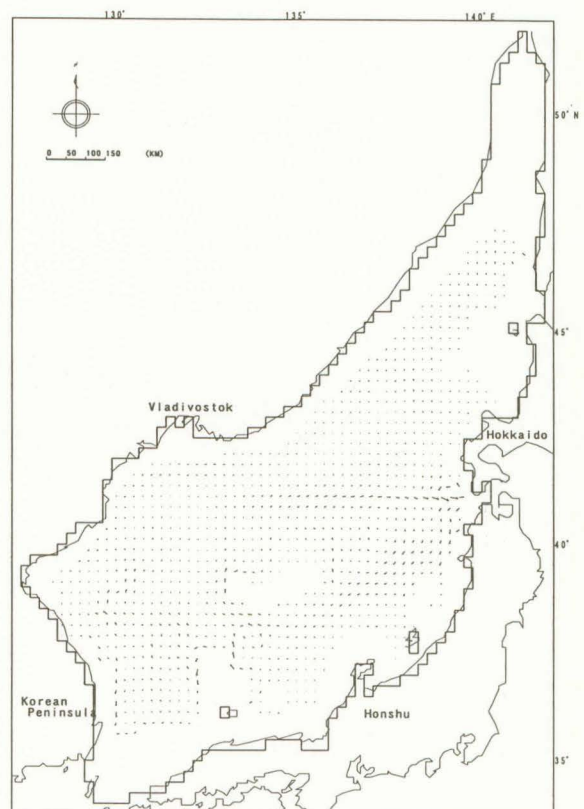 130° 135° 140°E
50°N
0 50 100 150 (KM)
45°
Vladivostok
Hokkaido
40°
Korean
Peninsula
Honshu
35°